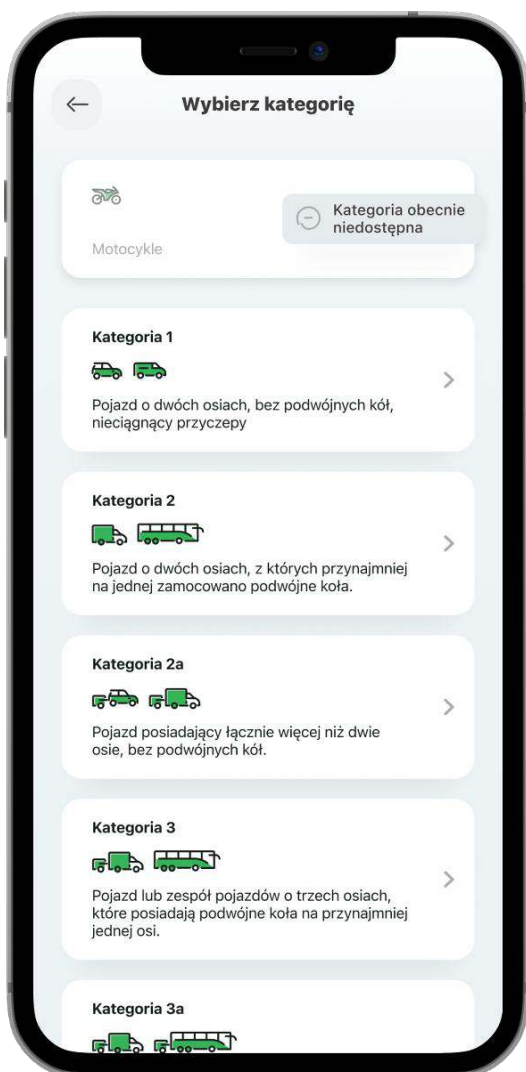 Wybierz kategorię
Kategoria obecnie
niedostępna
Motocykle
Kategoria 1
Pojazd o dwóch osiach, bez podwójnych kół,
nieciągnący przyczepy
Kategoria 2
Pojazd o dwóch osiach, z których przynajmniej
na jednej zamocowano podwójne koła.
Kategoria 2a
Pojazd posiadający łącznie więcej niż dwie
osie, bez podwójnych kół.
Kategoria 3
Pojazd lub zespół pojazdów o trzech osiach,
które posiadają podwójne koła na przynajmniej
jednej osi.
Kategoria 3a